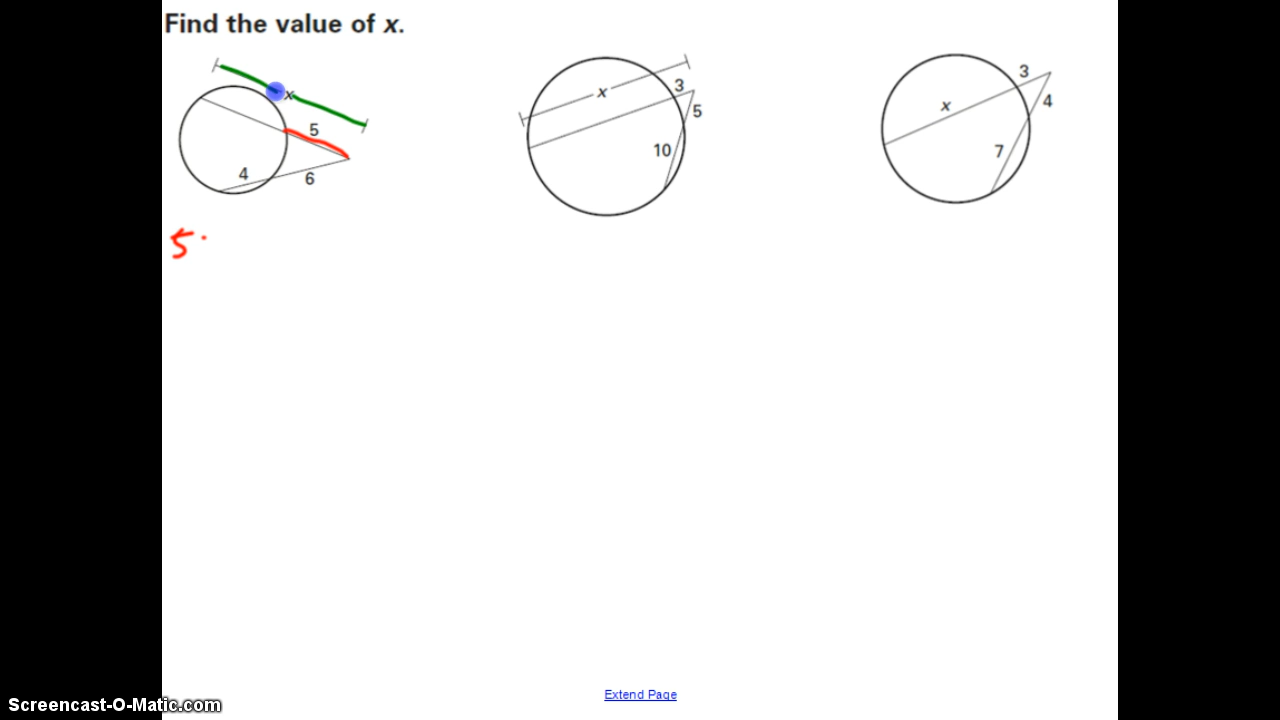 Find the value of x.
x
5
4
6
5·
x
3
5
10
3
x
4
7
Extend Page
Screencast-O-Matic.com